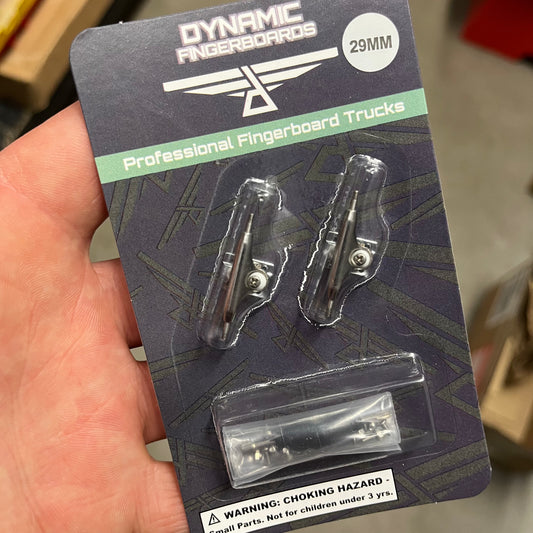 DYNAMIC
FINGERBOARDS
29MM
Professional Fingerboard Trucks
WARNING: CHOKING HAZARD -
Small Parts. Not for children under 3 yrs.